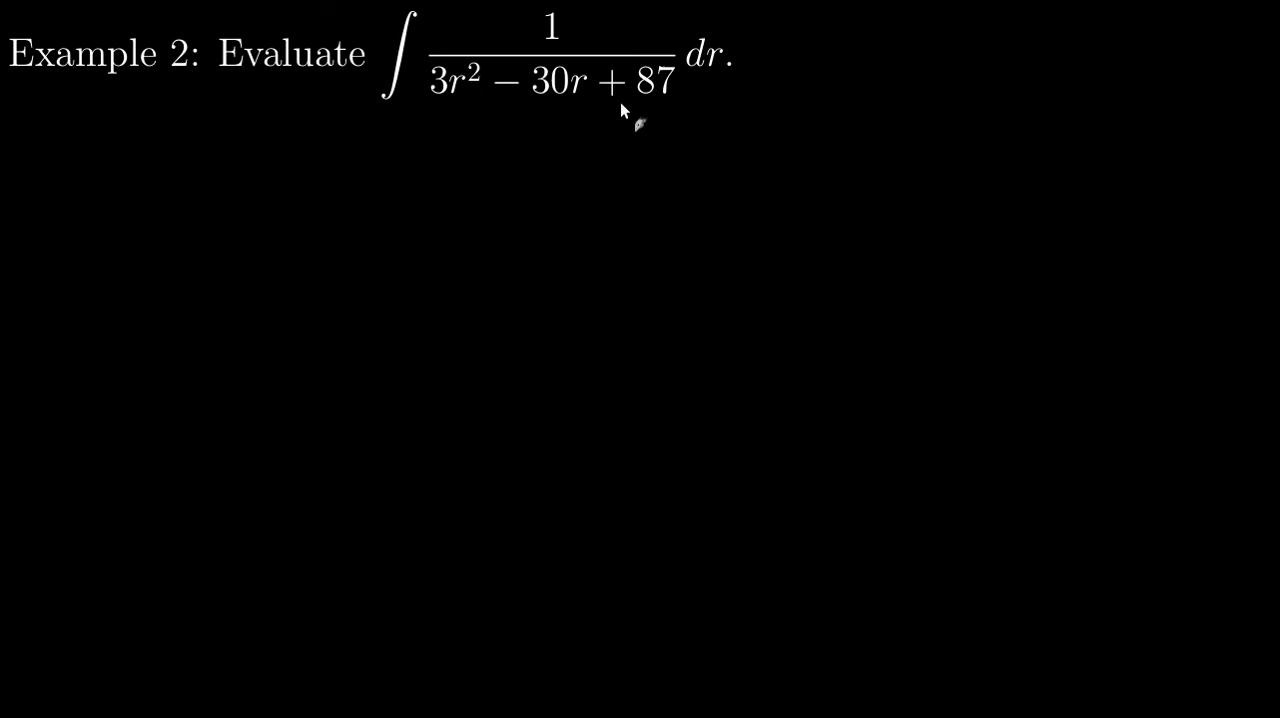 Example 2: Evaluate ∫ 1/(3r² − 30r + 87) dr.